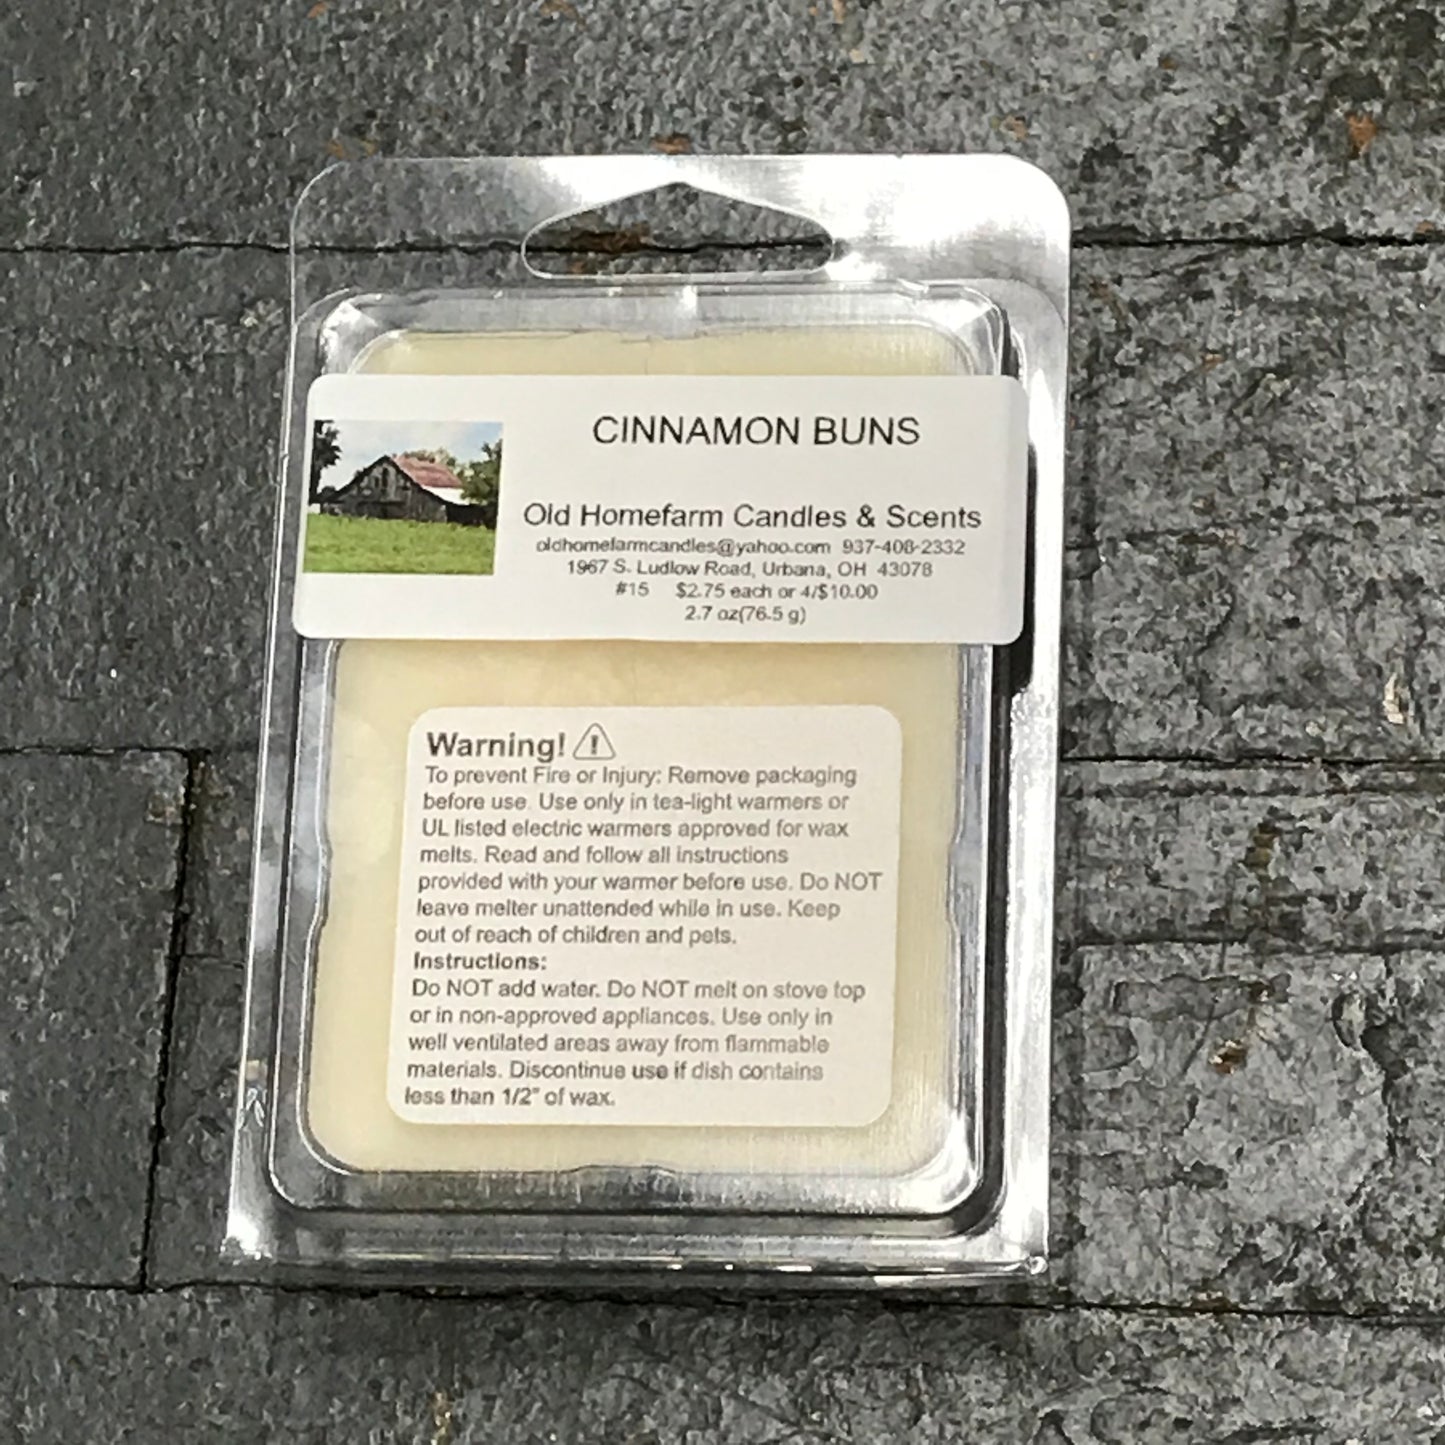 CINNAMON BUNS
Old Homefarm Candles & Scents
oldhomefarmcandles@yahoo.com 937-408-2332
1967 S. Ludlow Road, Urbana, OH 43078
#15 $2.75 each or 4/$10.00
2.7 oz(76.5 g)
Warning!
To prevent Fire or Injury: Remove packaging
before use. Use only in tea-light warmers or
UL listed electric warmers approved for wax
melts. Read and follow all instructions
provided with your warmer before use. Do NOT
leave melter unattended while in use. Keep
out of reach of children and pets.
Instructions:
Do NOT add water. Do NOT melt on stove top
or in non-approved appliances. Use only in
well ventilated areas away from flammable
materials. Discontinue use if dish contains
less than 1/2" of wax.